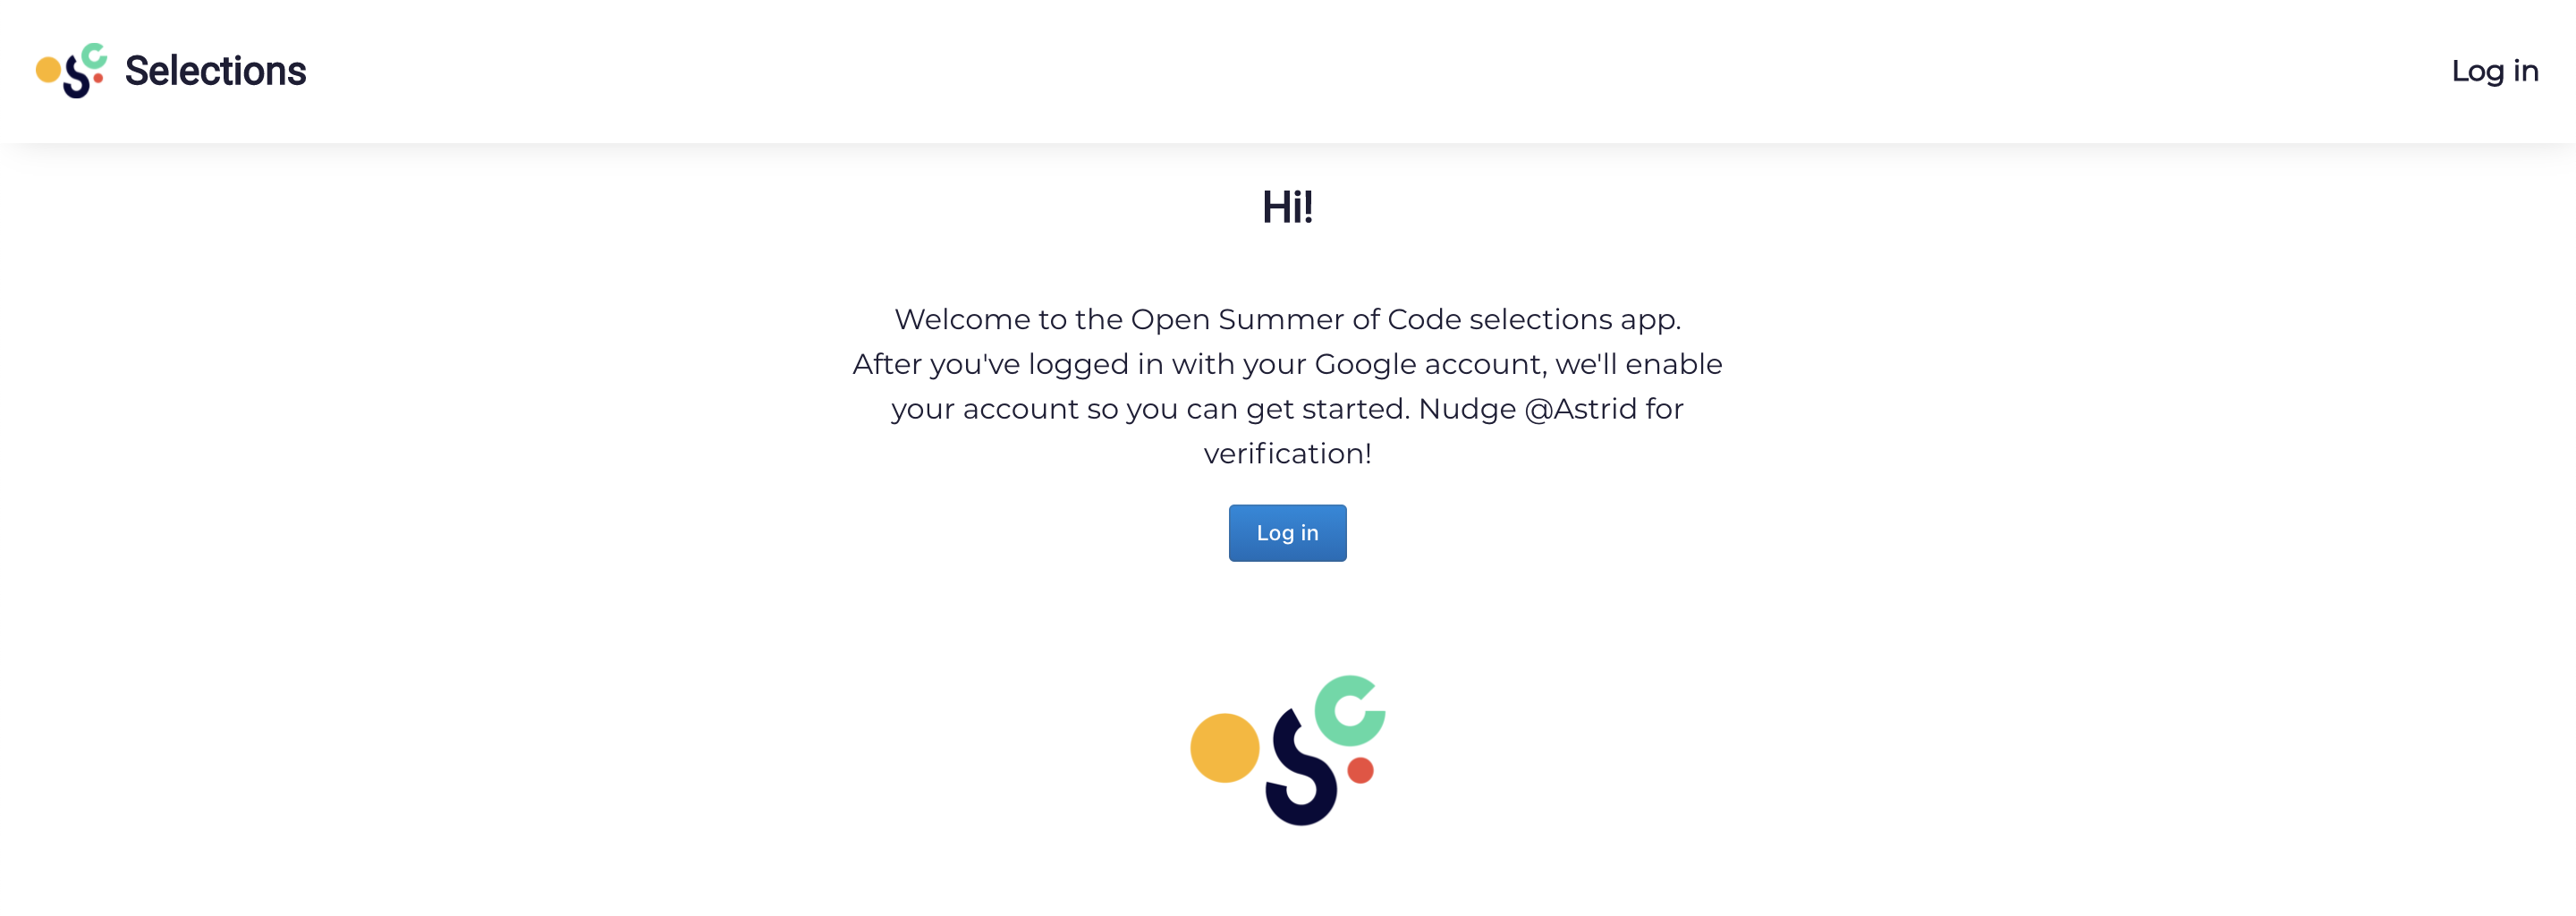 Selections
Log in
Hi!
Welcome to the Open Summer of Code selections app.
After you've logged in with your Google account, we'll enable
your account so you can get started. Nudge @Astrid for
verification!
Log in